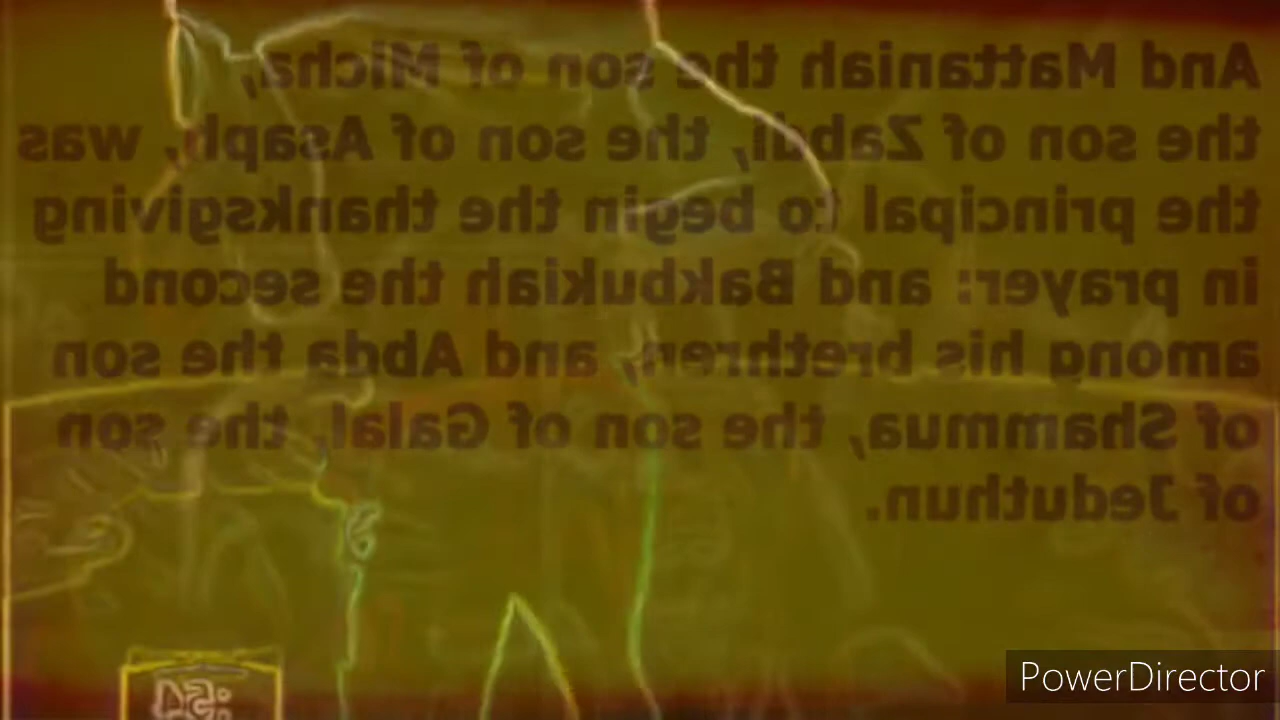 And Mattaniah the son of Micha,
the son of Zabdi, the son of Asaph, was
the principal to begin the thanksgiving
in prayer: and Bakbukiah the second
among his brethren, and Abda the son
of Shammua, the son of Galal, the son
of Jeduthun.
PowerDirector